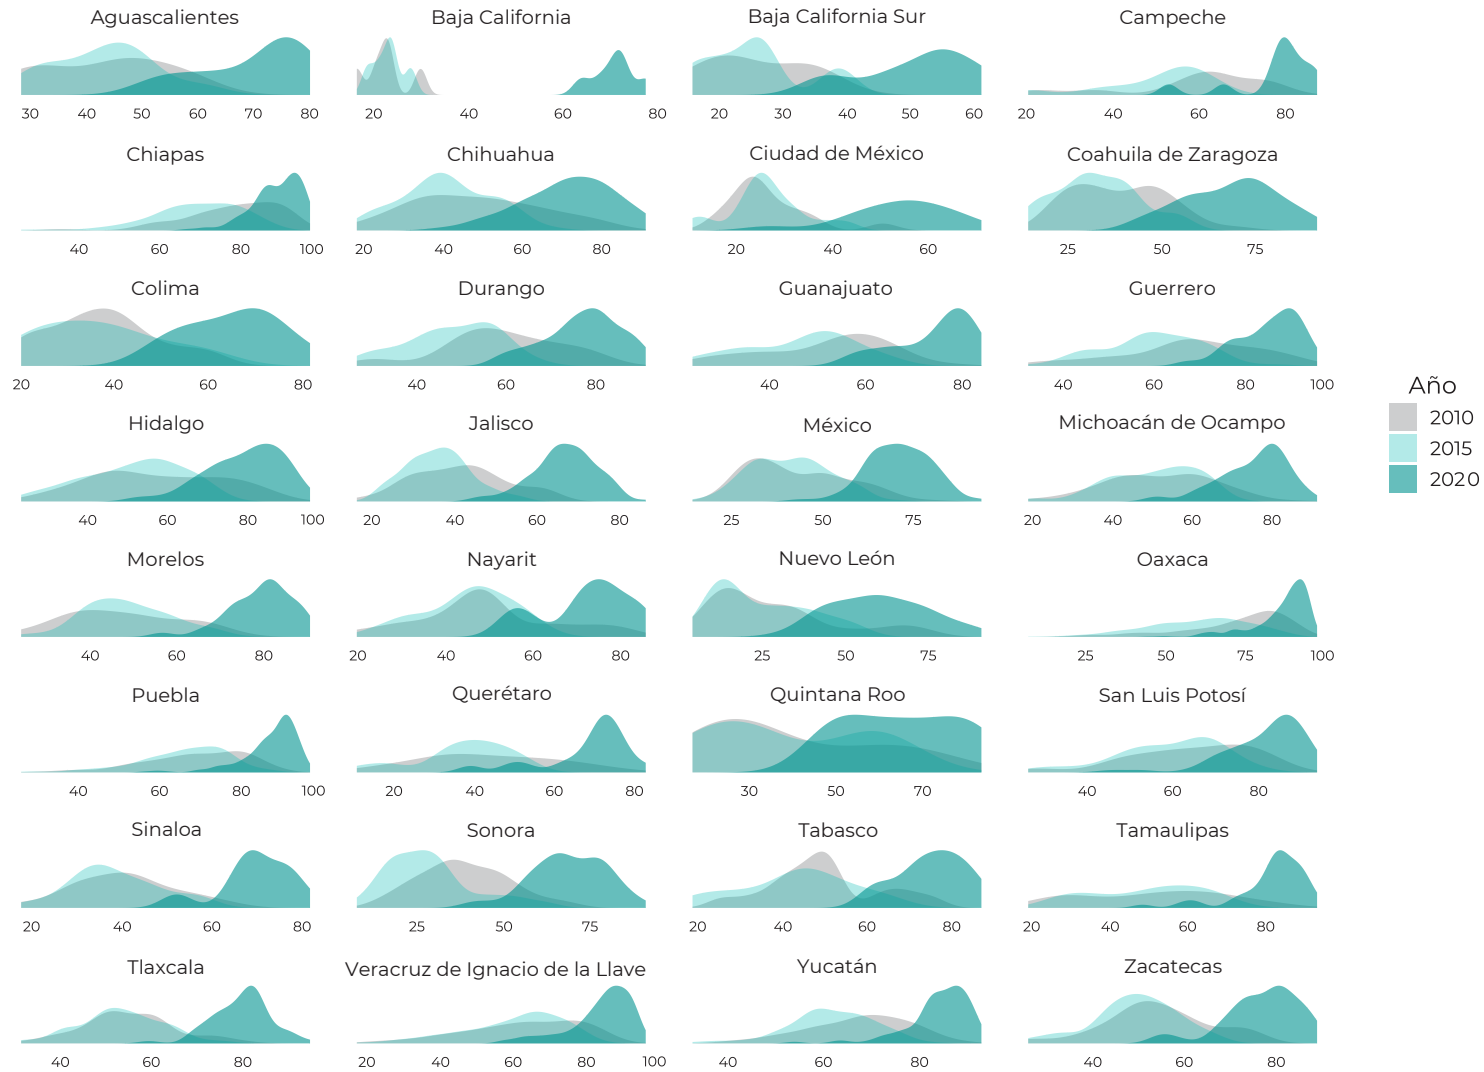 Aguascalientes
Baja California
Baja California Sur
Campeche
30 40 50 60 70 80
20 40 60 80
20 30 40 50 60
20 40 60 80
Chiapas
Chihuahua
Ciudad de México
Coahuila de Zaragoza
40 60 80 100
20 40 60 80
20 40 60
25 50 75
Colima
Durango
Guanajuato
Guerrero
20 40 60 80
40 60 80
40 60 80
40 60 80 100
Año
2010
2015
2020
Hidalgo
Jalisco
México
Michoacán de Ocampo
40 60 80 100
20 40 60 80
25 50 75
20 40 60 80
Morelos
Nayarit
Nuevo León
Oaxaca
40 60 80
20 40 60 80
25 50 75
25 50 75 100
Puebla
Querétaro
Quintana Roo
San Luis Potosí
40 60 80 100
20 40 60 80
30 50 70
40 60 80
Sinaloa
Sonora
Tabasco
Tamaulipas
20 40 60 80
25 50 75
20 40 60 80
20 40 60 80
Tlaxcala
Veracruz de Ignacio de la Llave
Yucatán
Zacatecas
40 60 80
20 40 60 80 100
40 60 80
40 60 80